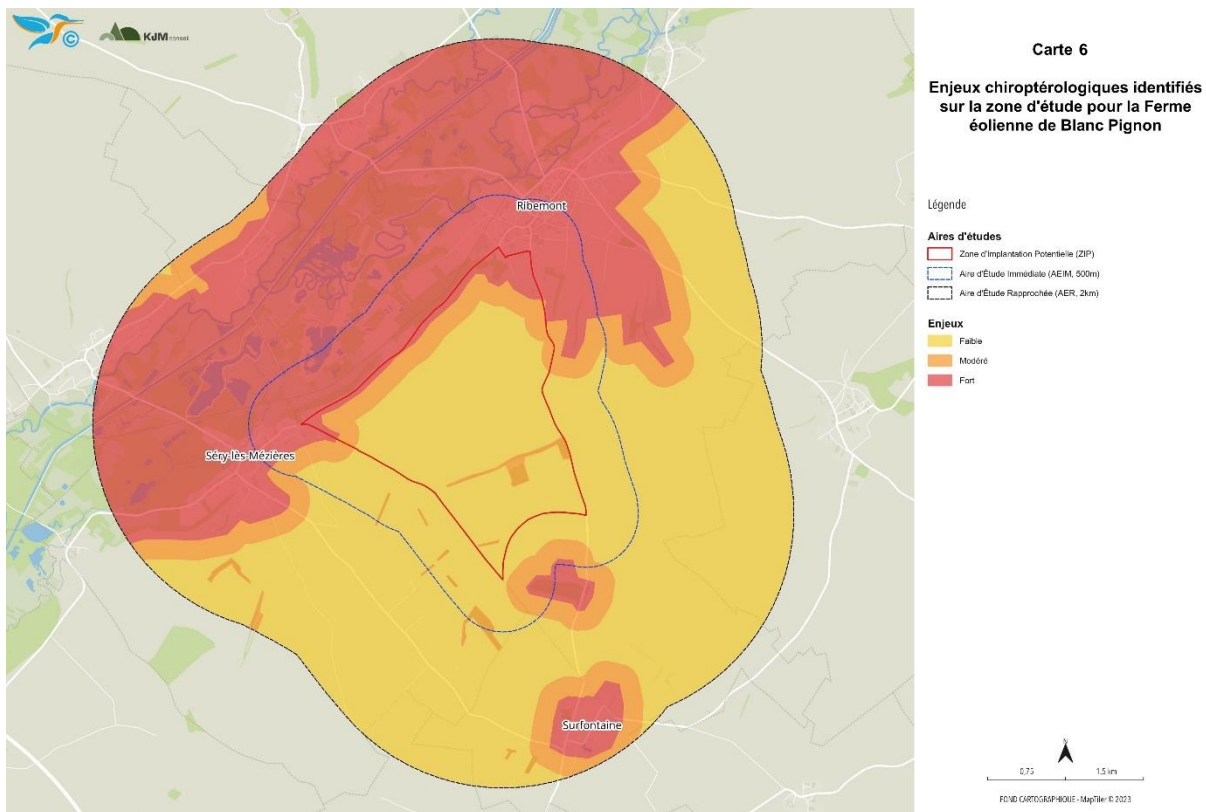 ©
KJM conseil
Ribemont
Séry-lès-Mézières
Surfontaine
Carte 6
Enjeux chiroptérologiques identifiés
sur la zone d'étude pour la Ferme
éolienne de Blanc Pignon
Légende
Aires d'études
Zone d'Implantation Potentielle (ZIP)
Aire d'Étude Immédiate (AEIM, 500m)
Aire d'Étude Rapprochée (AER, 2km)
Enjeux
Faible
Modéré
Fort
N
0,75
1,5 km
FOND CARTOGRAPHIQUE - MapTiler © 2023